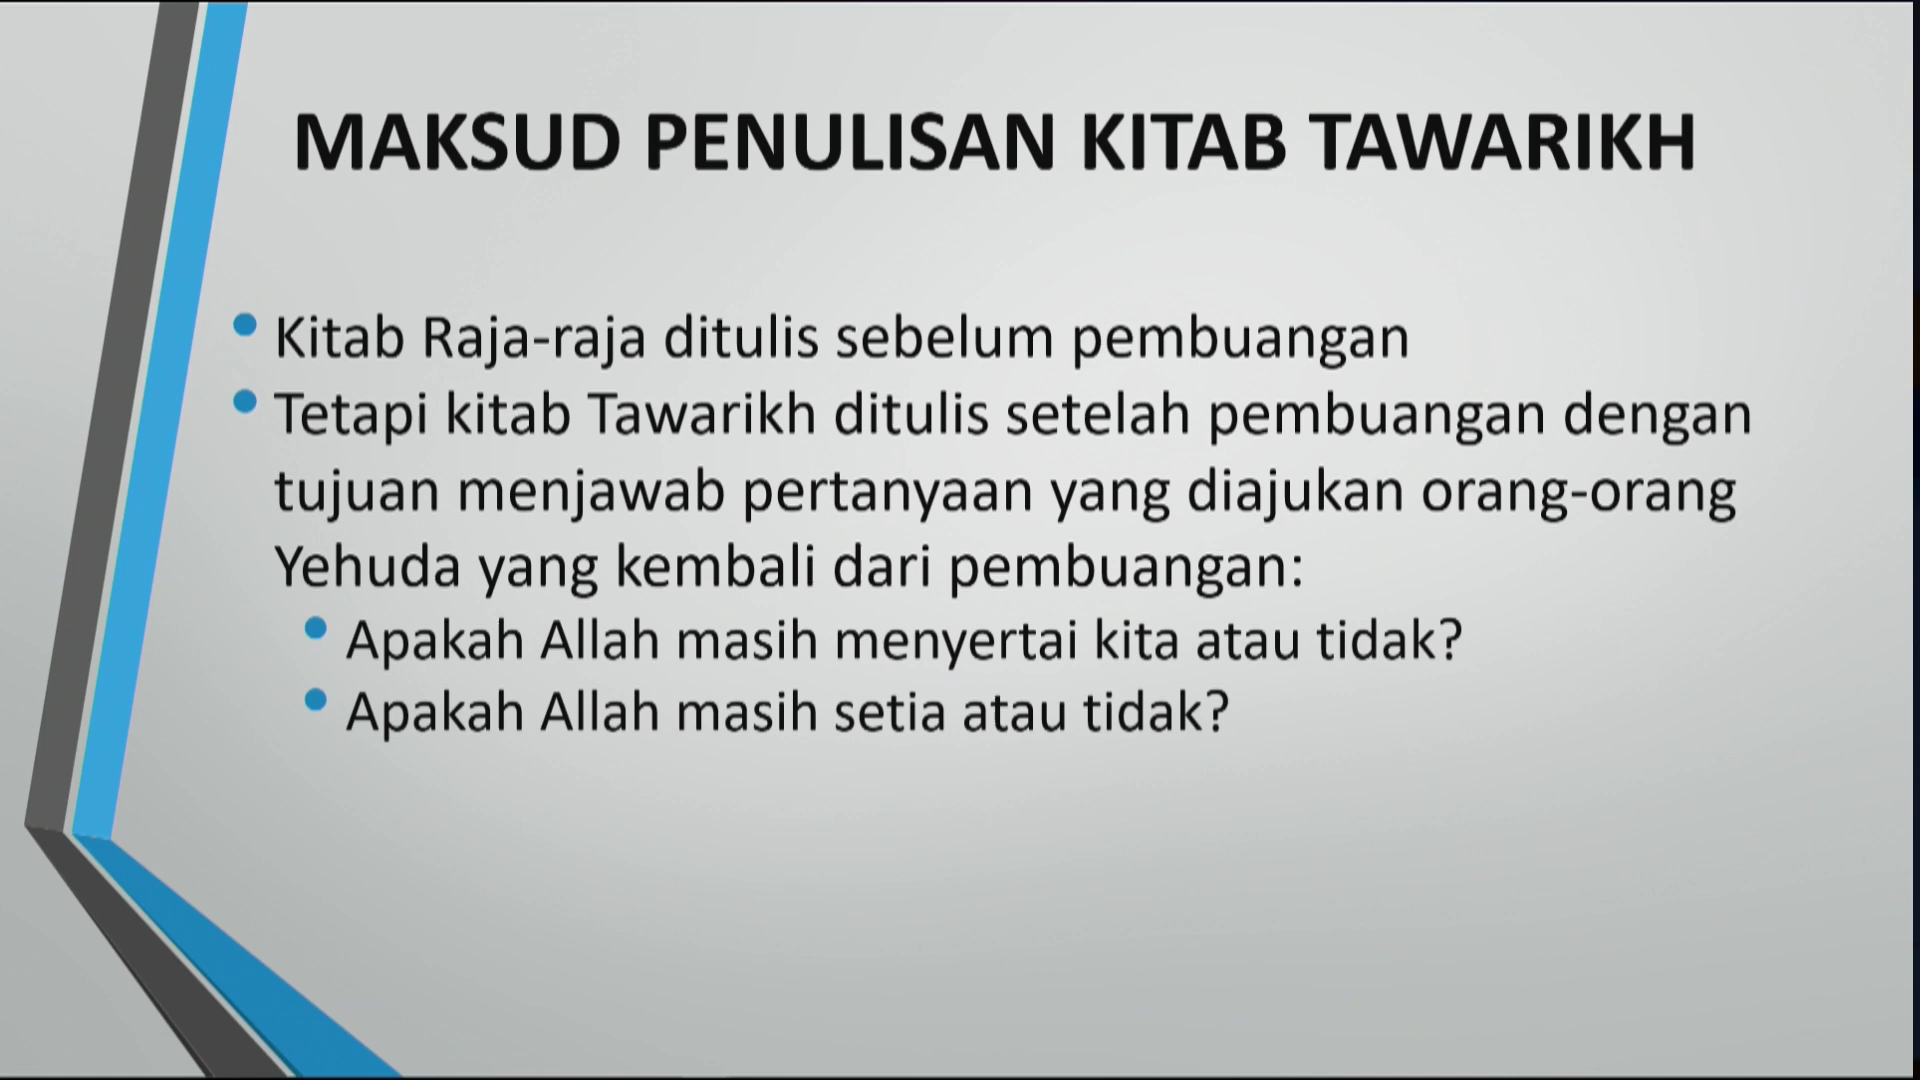 MAKSUD PENULISAN KITAB TAWARIKH
• Kitab Raja-raja ditulis sebelum pembuangan
• Tetapi kitab Tawarikh ditulis setelah pembuangan dengan
tujuan menjawab pertanyaan yang diajukan orang-orang
Yehuda yang kembali dari pembuangan:
• Apakah Allah masih menyertai kita atau tidak?
• Apakah Allah masih setia atau tidak?